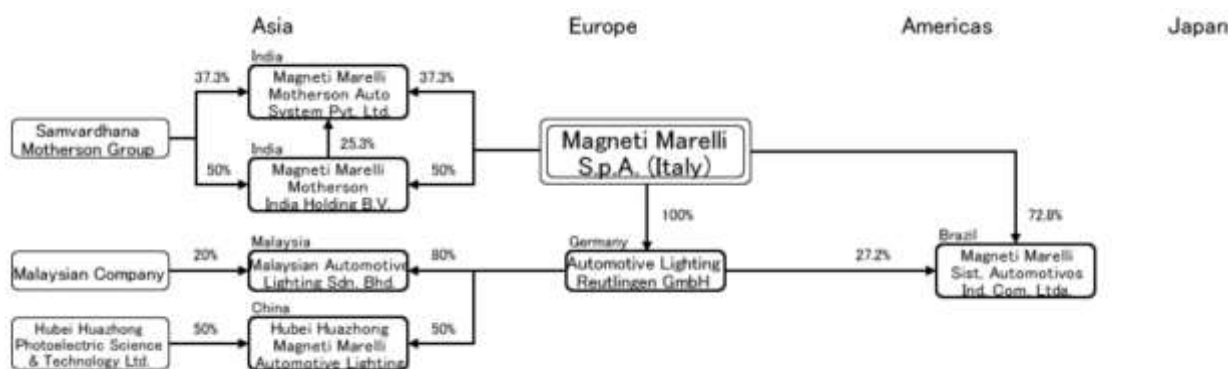 Asia Europe Americas Japan
India
37.3%
Magneti Marelli
Motherson Auto
System Pvt. Ltd.
37.3%
Samvardhana
Motherson Group
25.3%
India
50%
Magneti Marelli
Motherson
India Holding B.V.
50%
Magneti Marelli
S.p.A. (Italy)
100%
72.8%
Malaysia
20%
Malaysian Company
Malaysian Automotive
Lighting Sdn. Bhd.
80%
Germany
Automotive Lighting
Reutlingen GmbH
27.2%
Brazil
Magneti Marelli
Sist. Automotivos
Ind. Com. Ltda.
China
Hubei Huazhong
Photoelectric Science
& Technology Ltd.
50%
Hubei Huazhong
Magneti Marelli
Automotive Lighting
50%